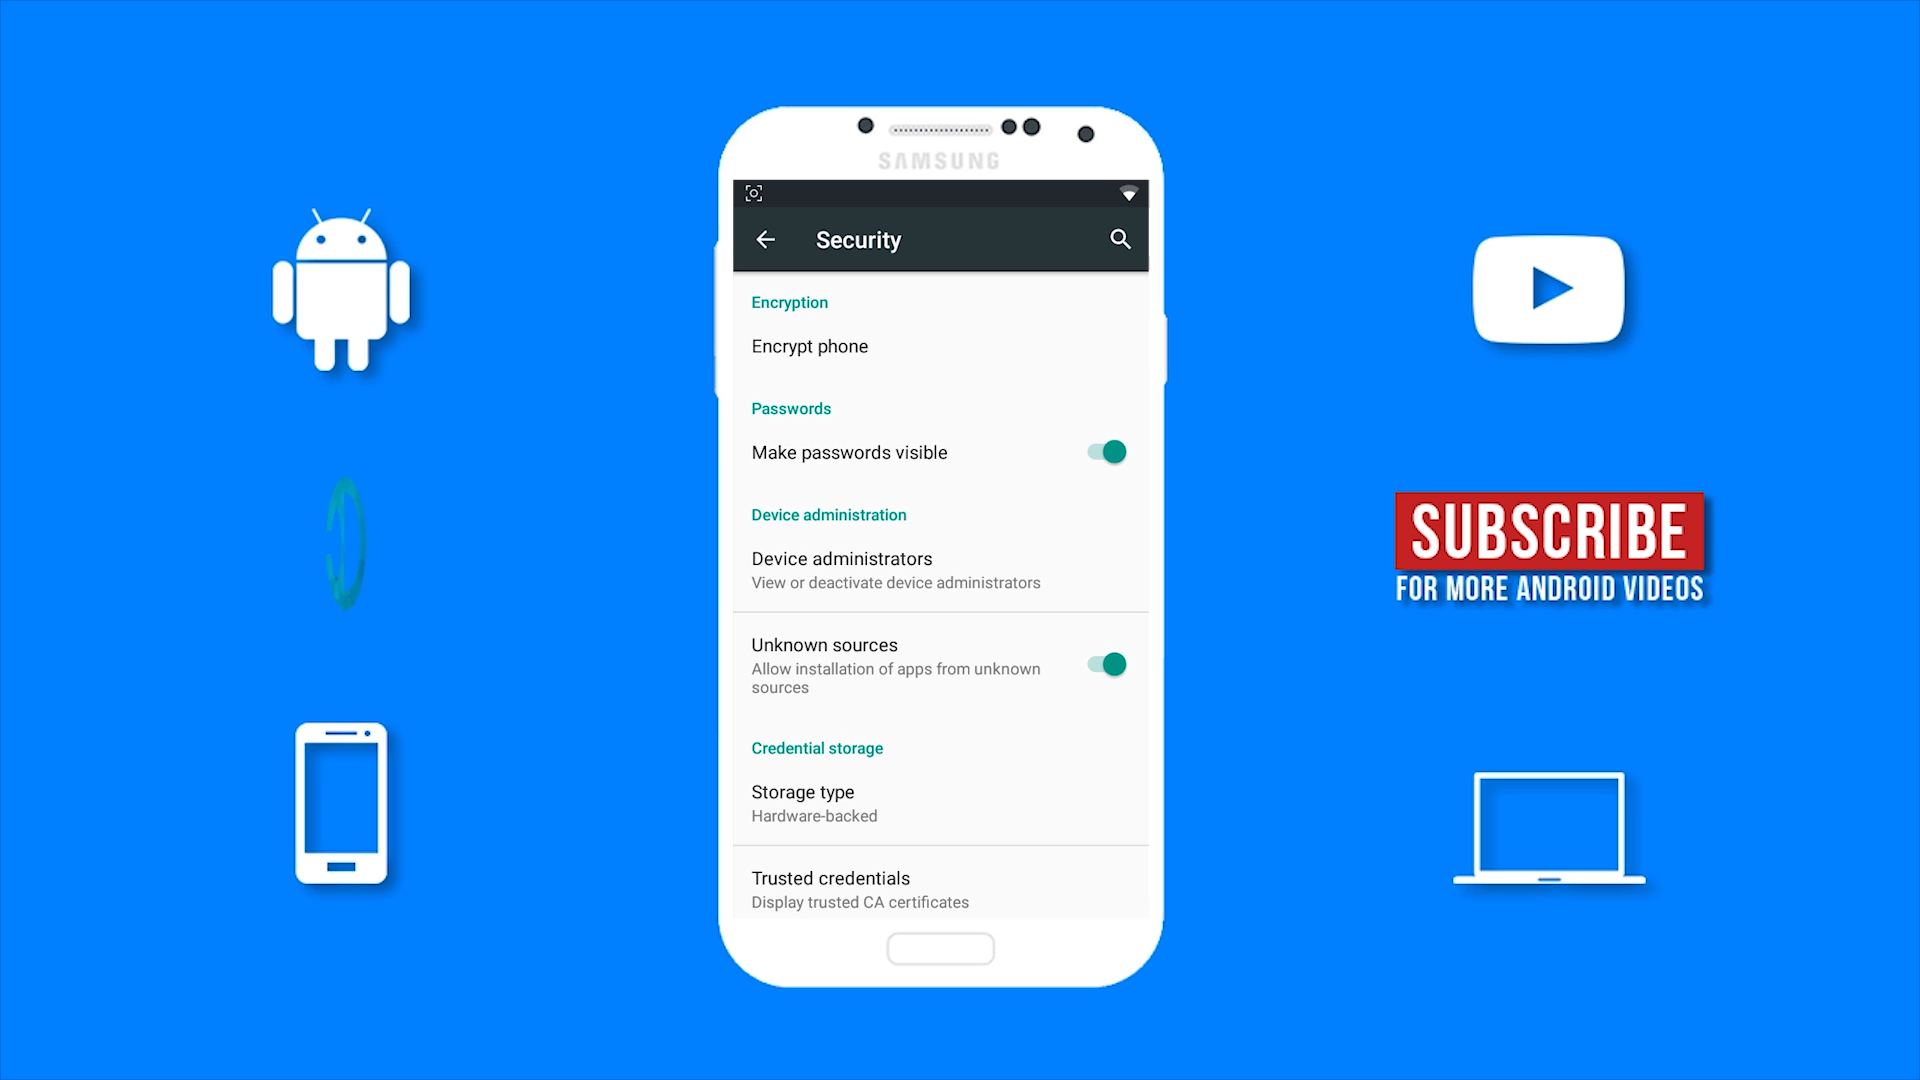 SAMSUNG
Security
Encryption
Encrypt phone
Passwords
Make passwords visible
Device administration
Device administrators
View or deactivate device administrators
Unknown sources
Allow installation of apps from unknown
sources
Credential storage
Storage type
Hardware-backed
Trusted credentials
Display trusted CA certificates
SUBSCRIBE
FOR MORE ANDROID VIDEOS